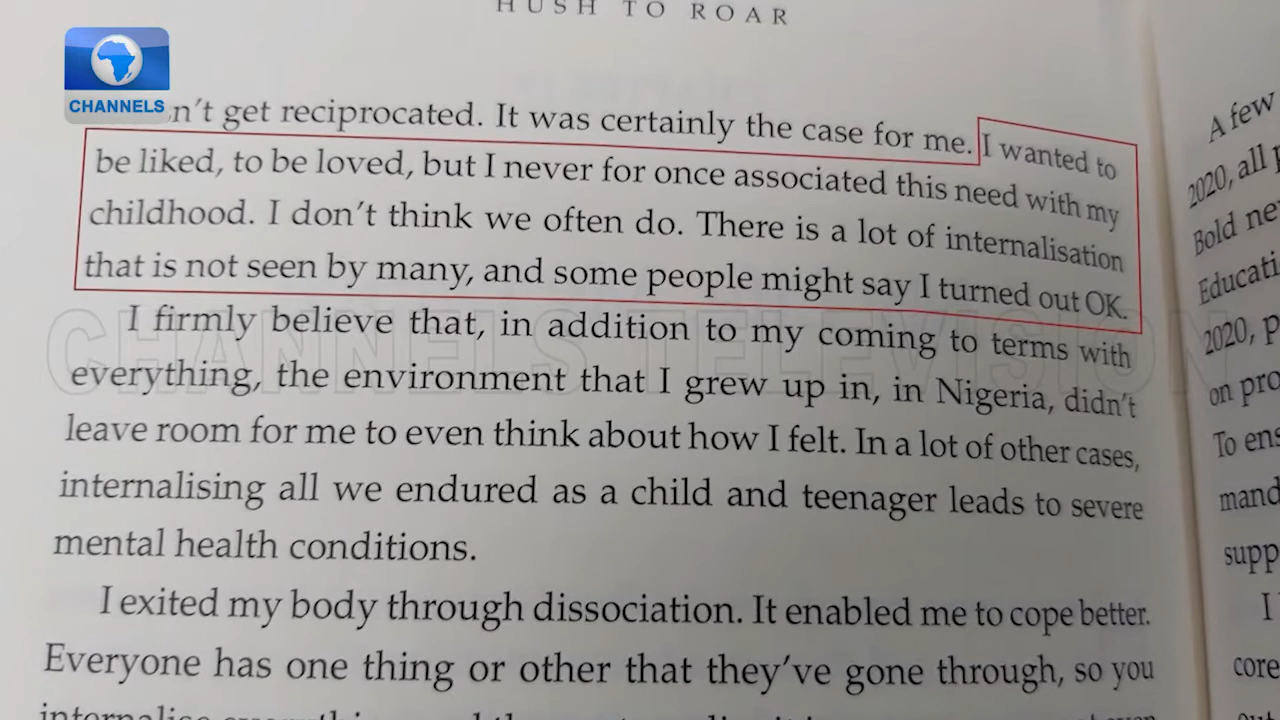 HUSH TO ROAR
CHANNELS
n't get reciprocated. It was certainly the case for me. I wanted to
be liked, to be loved, but I never for once associated this need with my
childhood. I don't think we often do. There is a lot of internalisation
that is not seen by many, and some people might say I turned out OK.
CHANNELS TELEVISION
I firmly believe that, in addition to my coming to terms with
everything, the environment that I grew up in, in Nigeria, didn't
leave room for me to even think about how I felt. In a lot of other cases,
internalising all we endured as a child and teenager leads to severe
mental health conditions.
I exited my body through dissociation. It enabled me to cope better.
Everyone has one thing or other that they've gone through, so you
A few
2020, all
Bold
2020,
on
To
I